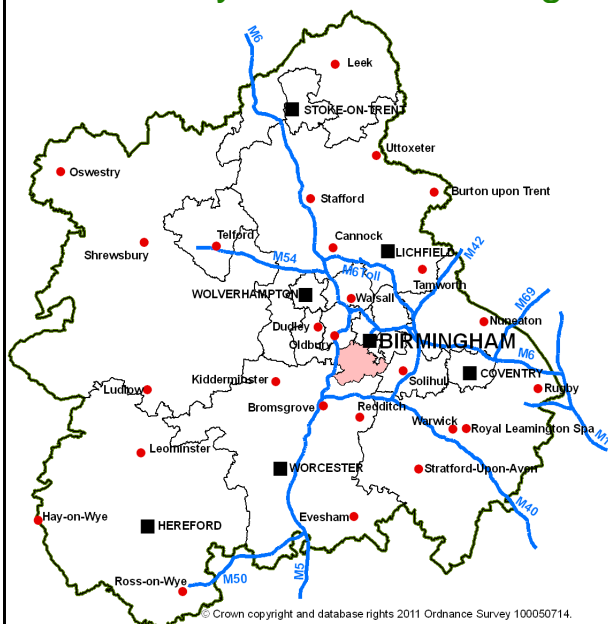 M6
Leek
STOKE-ON-TRENT
Uttoxeter
Oswestry
Burton upon Trent
Stafford
Telford
Cannock
Shrewsbury
LICHFIELD
M42
M54
M6Toll
Tamworth
WOLVERHAMPTON
Walsall
M69
Nuneaton
Dudley
Oldbury
BIRMINGHAM
M6
Kidderminster
Solihull
COVENTRY
Ludlow
Rugby
Bromsgrove
Redditch
Warwick
Royal Leamington Spa
M1
Leominster
WORCESTER
Stratford-Upon-Avon
M40
Hay-on-Wye
HEREFORD
Evesham
Ross-on-Wye
M50
M5
© Crown copyright and database rights 2011 Ordnance Survey 100050714.